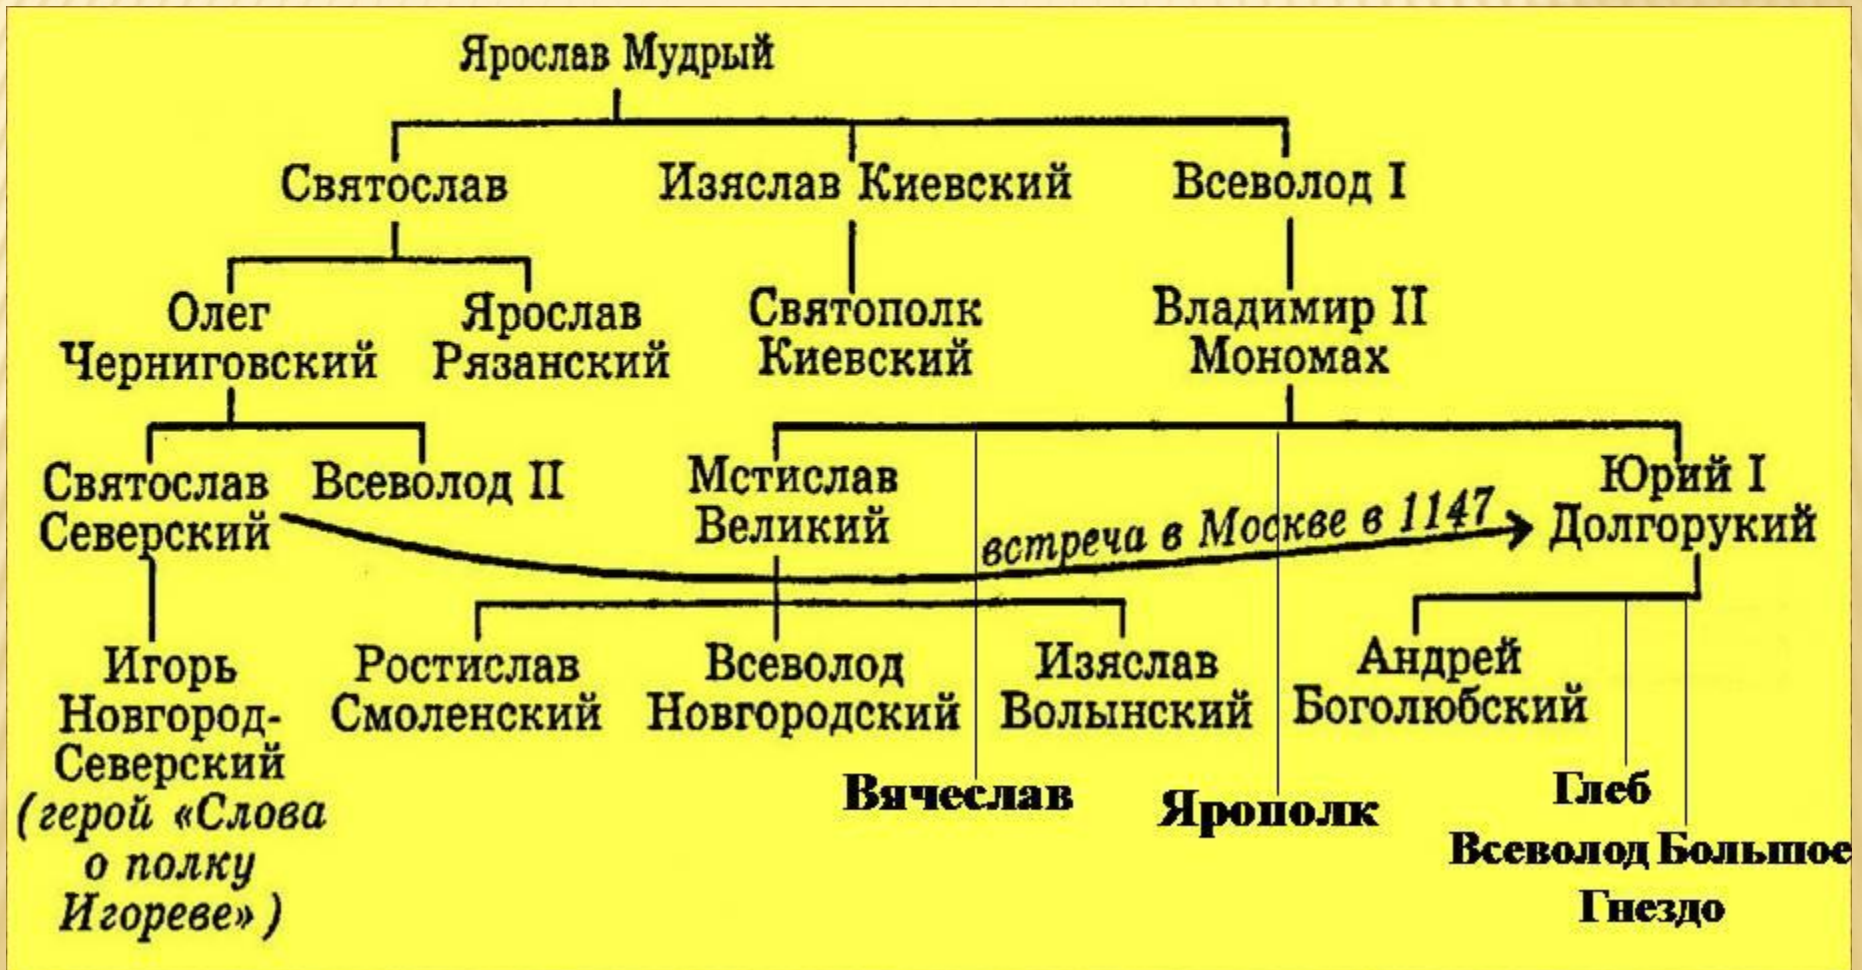 Ярослав Мудрый
Святослав
Изяслав Киевский
Всеволод I
Олег
Черниговский
Ярослав
Рязанский
Святополк
Киевский
Владимир II
Мономах
Святослав
Северский
Всеволод II
Мстислав
Великий
встреча в Москве в 1147
Юрий I
Долгорукий
Игорь
Новгород-
Северский
(герой «Слова
о полку
Игореве»)
Ростислав
Смоленский
Всеволод
Новгородский
Изяслав
Волынский
Андрей
Боголюбский
Вячеслав
Ярополк
Глеб
Всеволод Большое
Гнездо